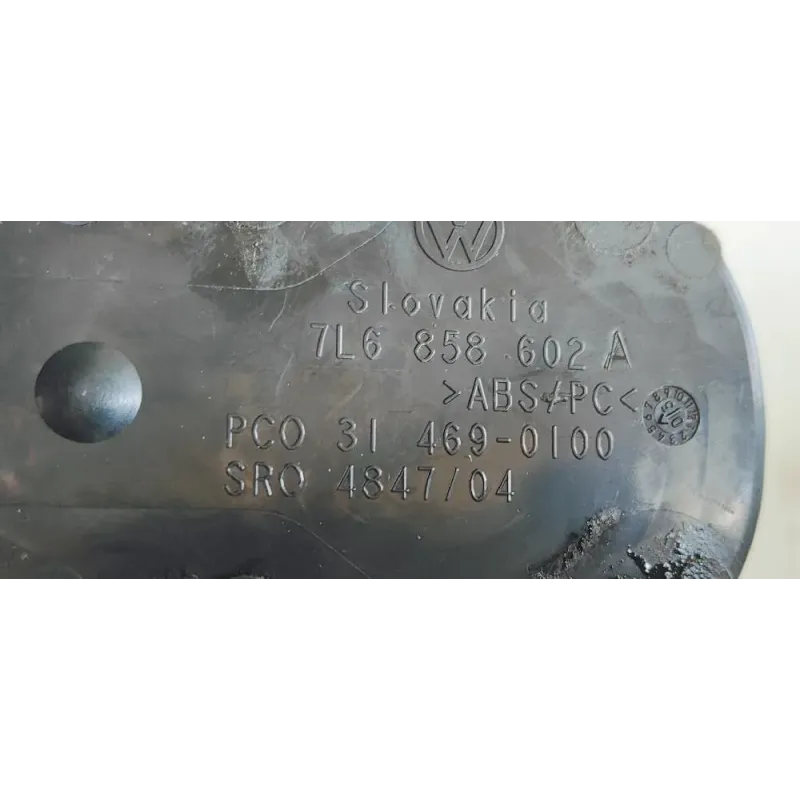 Slovakia
7L6 858 602 A
>ABS/PC<
PCO 31 469-0100
SRO 4847/04